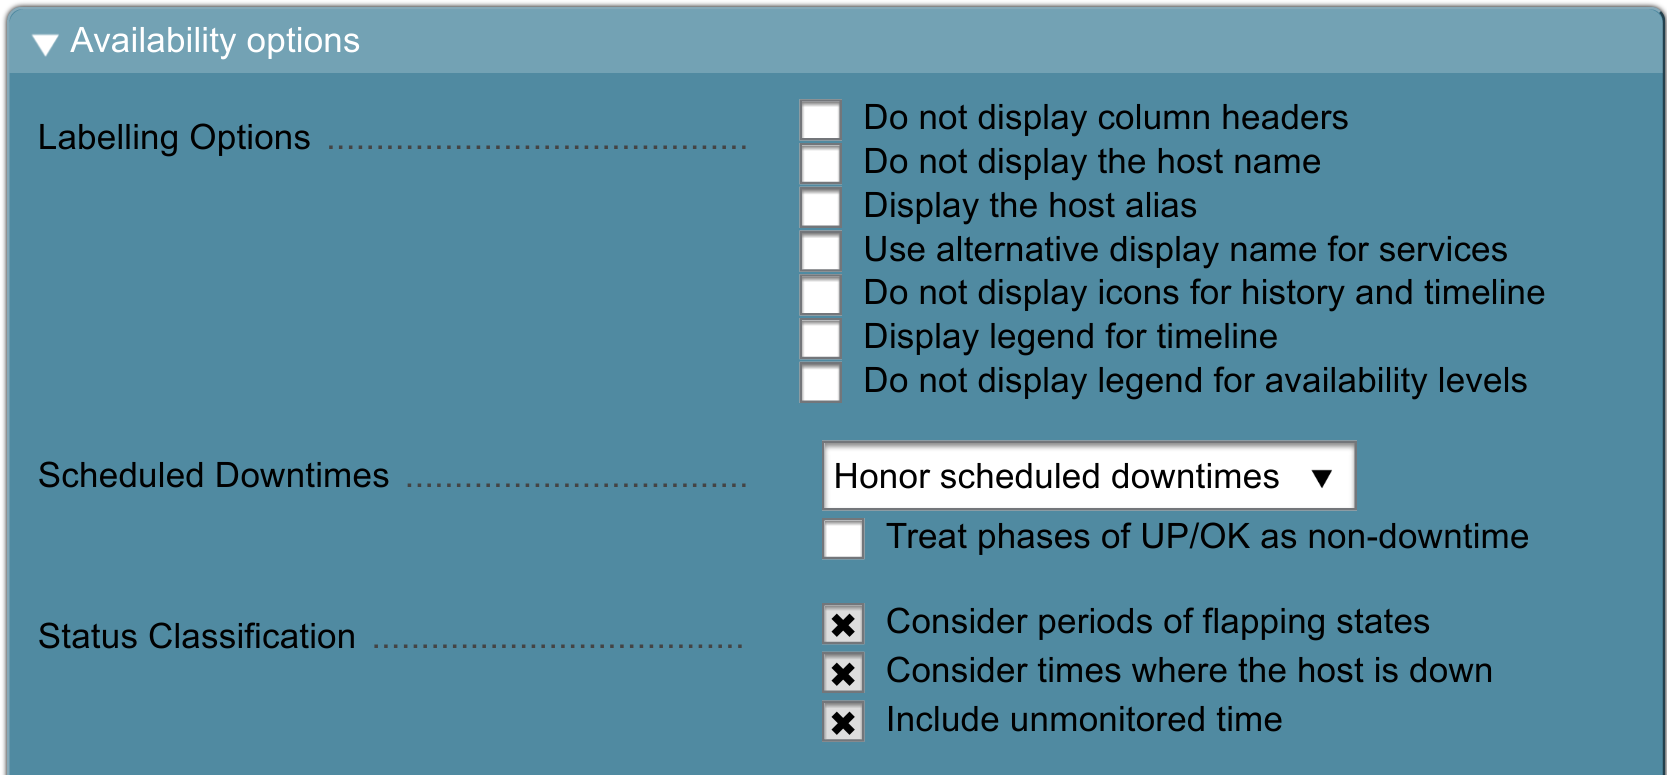 Availability options
Labelling Options
Do not display column headers
Do not display the host name
Display the host alias
Use alternative display name for services
Do not display icons for history and timeline
Display legend for timeline
Do not display legend for availability levels
Scheduled Downtimes
Honor scheduled downtimes
Treat phases of UP/OK as non-downtime
Status Classification
Consider periods of flapping states
Consider times where the host is down
Include unmonitored time